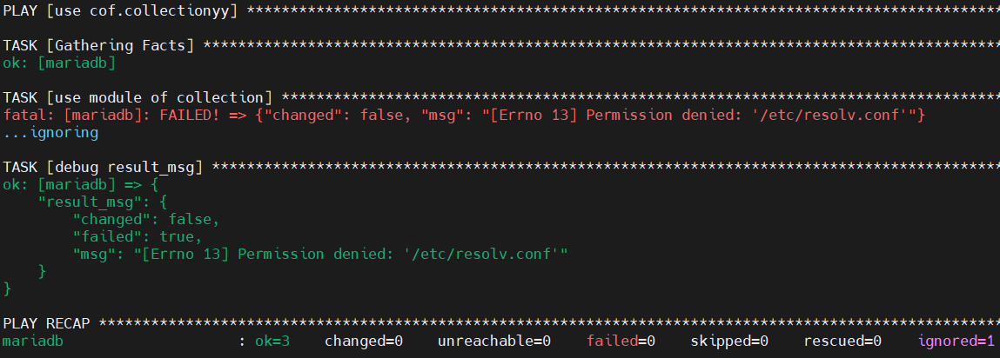 PLAY [use cof.collectionyy] ***************************************************************************************
TASK [Gathering Facts] ********************************************************************************************
ok: [mariadb]
TASK [use module of collection] ***********************************************************************************
fatal: [mariadb]: FAILED! => {"changed": false, "msg": "[Errno 13] Permission denied: '/etc/resolv.conf'"}
...ignoring
TASK [debug result_msg] *******************************************************************************************
ok: [mariadb] => {
    "result_msg": {
        "changed": false,
        "failed": true,
        "msg": "[Errno 13] Permission denied: '/etc/resolv.conf'"
    }
}
PLAY RECAP ********************************************************************************************************
mariadb                    : ok=3    changed=0    unreachable=0    failed=0    skipped=0    rescued=0    ignored=1